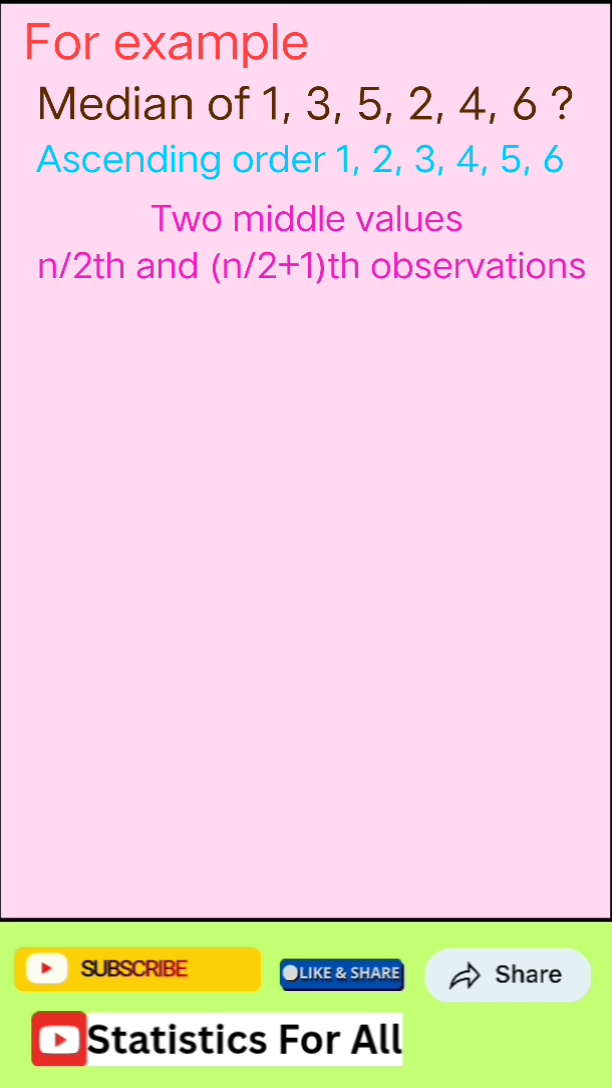 For example
Median of 1, 3, 5, 2, 4, 6 ?
Ascending order 1, 2, 3, 4, 5, 6
Two middle values
n/2th and (n/2+1)th observations
SUBSCRIBE
LIKE & SHARE
Share
Statistics For All